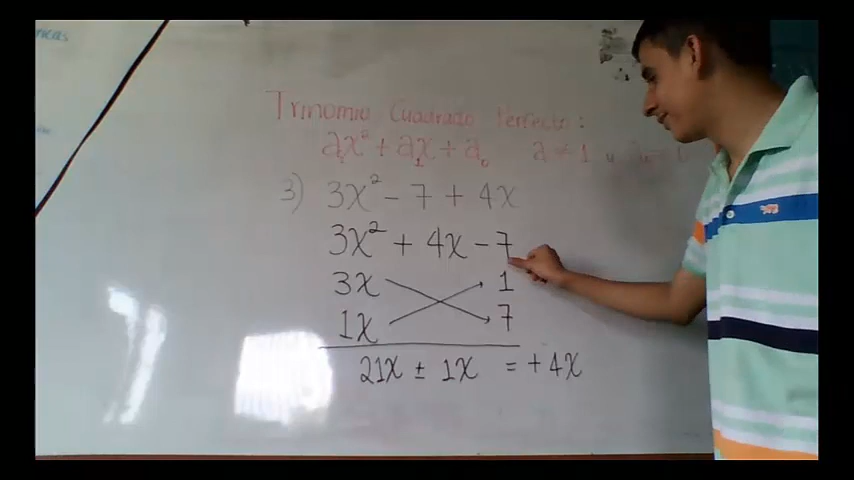 ricas
Trinomio Cuadrado Perfecto:
a₂x² + a₁x + a₀ a ≠ 1
3) 3x² - 7 + 4x
3x² + 4x - 7
3x 1
1x 7
21x ± 1x = + 4x